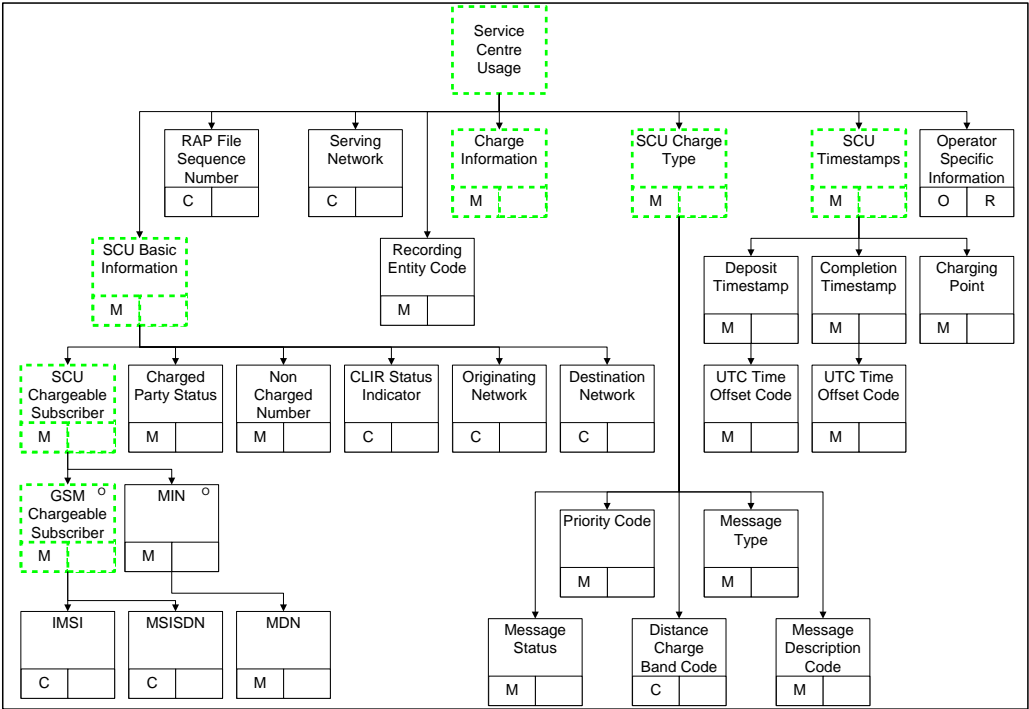 Service
Centre
Usage
RAP File
Sequence
Number
C
Serving
Network
C
Charge
Information
M
SCU Charge
Type
M
SCU
Timestamps
M
Operator
Specific
Information
O R
SCU Basic
Information
M
Recording
Entity Code
M
Deposit
Timestamp
M
Completion
Timestamp
M
Charging
Point
M
SCU
Chargeable
Subscriber
M
Charged
Party Status
M
Non
Charged
Number
M
CLIR Status
Indicator
C
Originating
Network
C
Destination
Network
C
UTC Time
Offset Code
M
UTC Time
Offset Code
M
GSM O
Chargeable
Subscriber
M
MIN O
M
Priority Code
M
Message
Type
M
IMSI
C
MSISDN
C
MDN
M
Message
Status
M
Distance
Charge
Band Code
C
Message
Description
Code
M